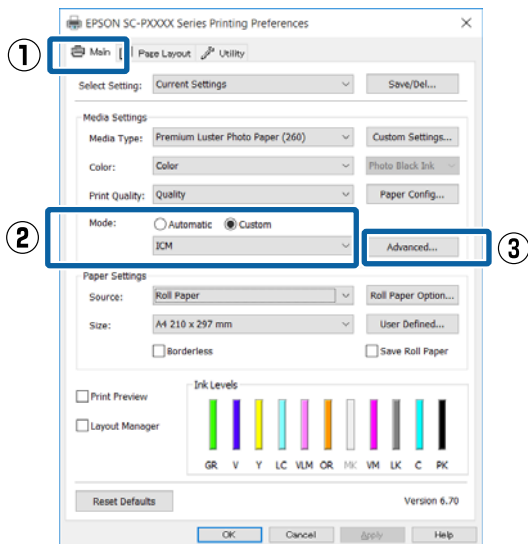 EPSON SC-PXXXX Series Printing Preferences
① Main Page Layout Utility
Select Setting: Current Settings Save/Del...
Media Settings
Media Type: Premium Luster Photo Paper (260) Custom Settings...
Color: Color Photo Black Ink
Print Quality: Quality Paper Config...
② Mode: Automatic Custom
ICM Advanced... ③
Paper Settings
Source: Roll Paper Roll Paper Option...
Size: A4 210 x 297 mm User Defined...
Borderless Save Roll Paper
Ink Levels
Print Preview
Layout Manager
GR V Y LC VLM OR MK VM LK C PK
Reset Defaults Version 6.70
OK Cancel Apply Help